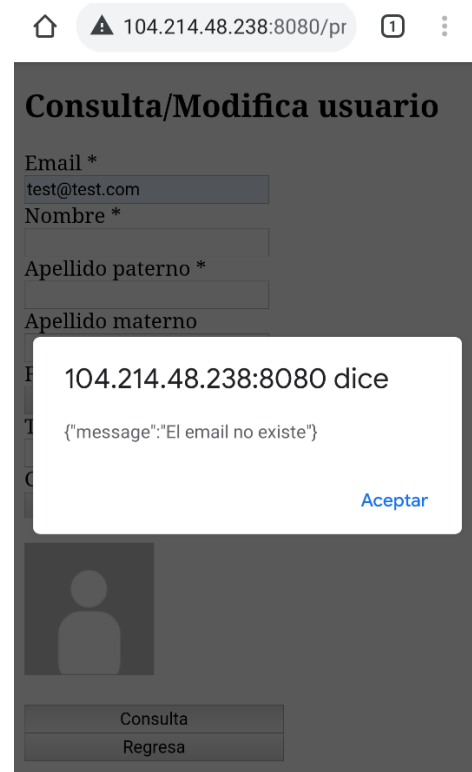 104.214.48.238:8080/pr
1
Consulta/Modifica usuario
Email *
test@test.com
Nombre *
Apellido paterno *
Apellido materno
104.214.48.238:8080 dice
{"message":"El email no existe"}
Aceptar
Consulta
Regresa